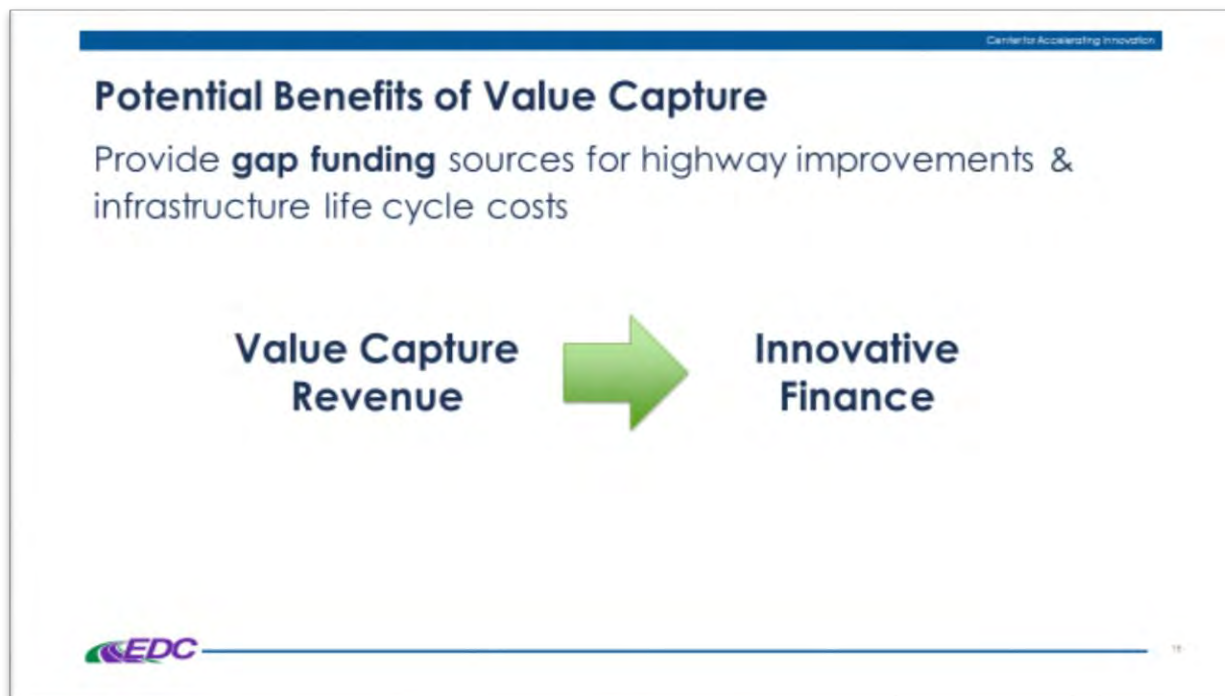 Center for Accelerating Innovation
Potential Benefits of Value Capture
Provide gap funding sources for highway improvements &
infrastructure life cycle costs
Value Capture
Revenue
Innovative
Finance
EDC